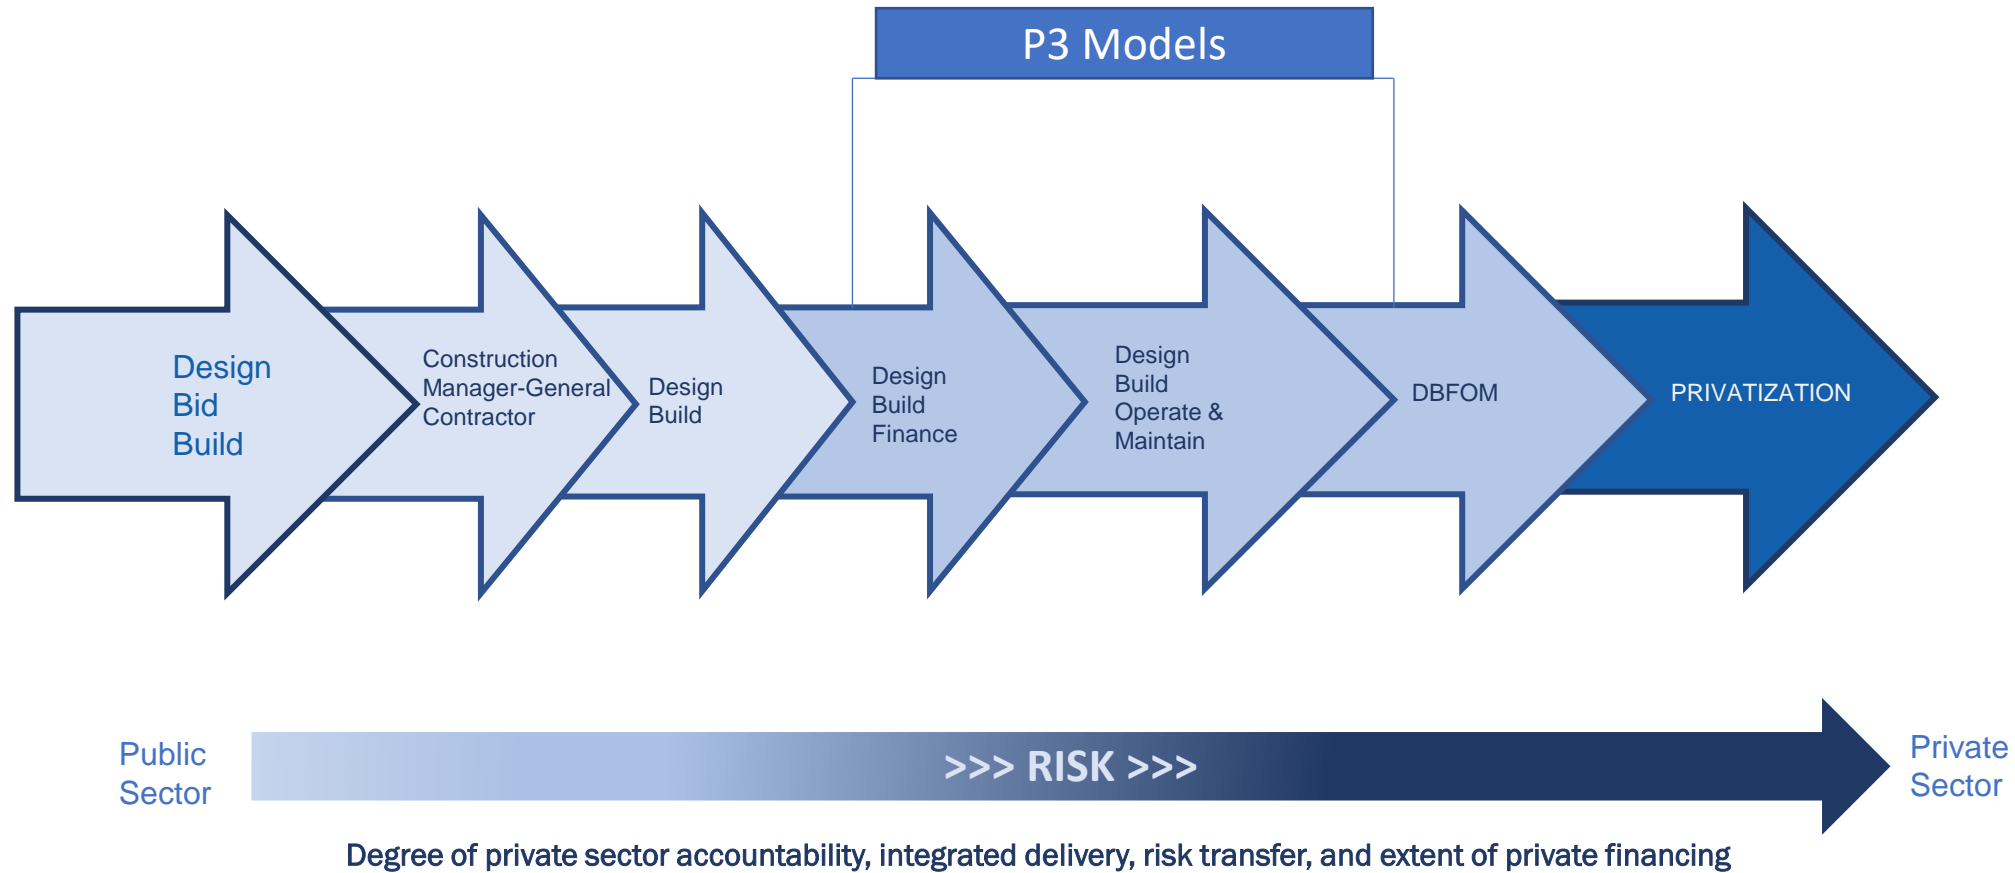 P3 Models
Design
Bid
Build
Construction
Manager-General
Contractor
Design
Build
Design
Build
Finance
Design
Build
Operate &
Maintain
DBFOM
PRIVATIZATION
Public
Sector
>>> RISK >>>
Private
Sector
Degree of private sector accountability, integrated delivery, risk transfer, and extent of private financing